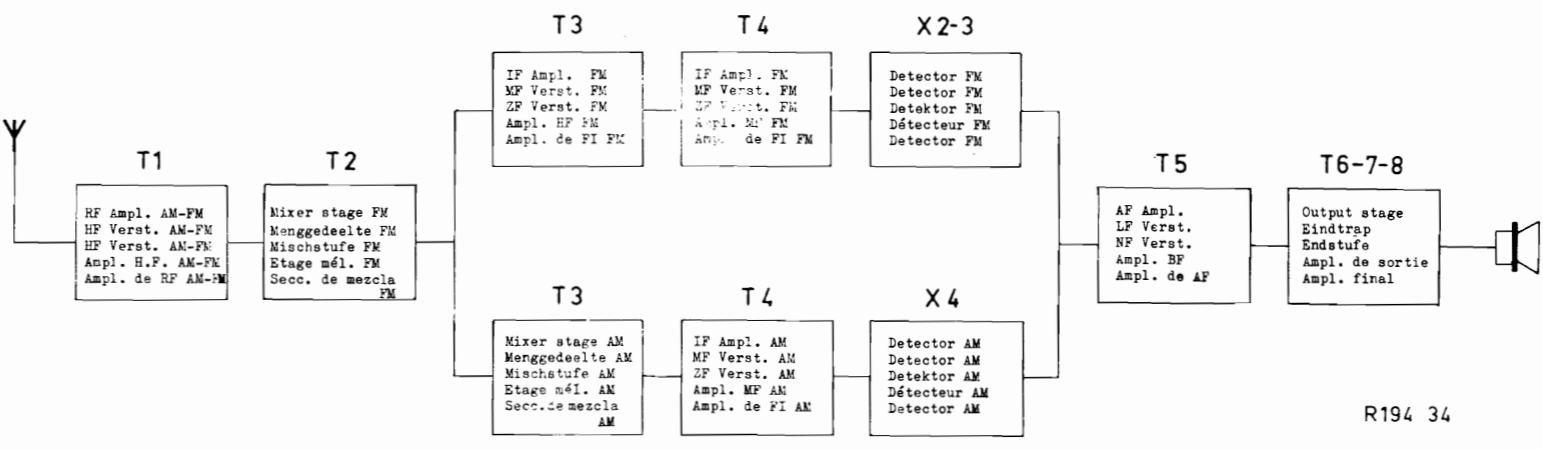 T3
IF Ampl. FM
MF Verst. FM
ZF Verst. FM
Ampl. HF FM
Ampl. de FI FM
T4
IF Ampl. FM
MF Verst. FM
ZF Verst. FM
Ampl. MF FM
Amp. de FI FM
X2-3
Detector FM
Detector FM
Detektor FM
Détecteur FM
Detector FM
T1
RF Ampl. AM-FM
HF Verst. AM-FM
HF Verst. AM-FM
Ampl. H.F. AM-FM
Ampl. de RF AM-FM
T2
Mixer stage FM
Menggedeelte FM
Mischstufe FM
Etage mél. FM
Secc. de mezcla
FM
T3
Mixer stage AM
Menggedeelte AM
Mischstufe AM
Etage mél. AM
Secc.de mezcla
AM
T4
IF Ampl. AM
MF Verst. AM
ZF Verst. AM
Ampl. MF AM
Ampl. de FI AM
X4
Detector AM
Detector AM
Detektor AM
Détecteur AM
Detector AM
T5
AF Ampl.
LF Verst.
NF Verst.
Ampl. BF
Ampl. de AF
T6-7-8
Output stage
Eindtrap
Endstufe
Ampl. de sortie
Ampl. final
R194 34